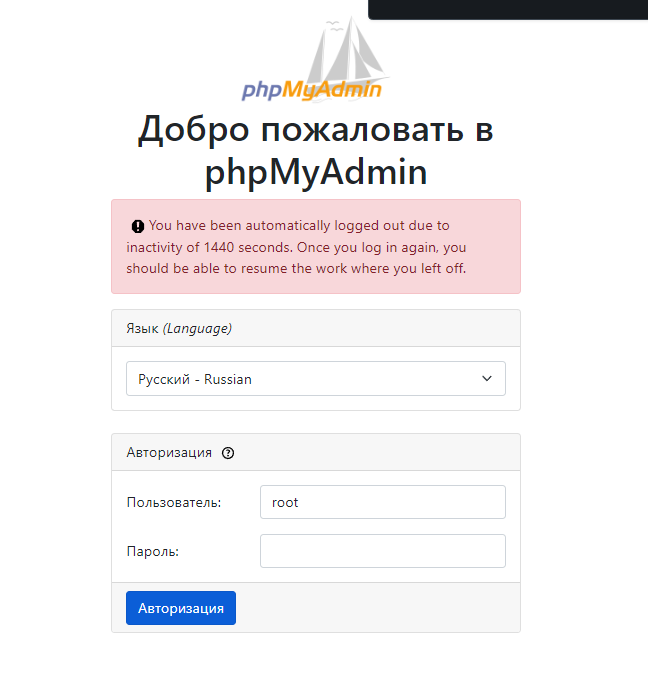 phpMyAdmin
Добро пожаловать в
phpMyAdmin
You have been automatically logged out due to
inactivity of 1440 seconds. Once you log in again, you
should be able to resume the work where you left off.
Язык (Language)
Русский - Russian
Авторизация
Пользователь: root
Пароль:
Авторизация